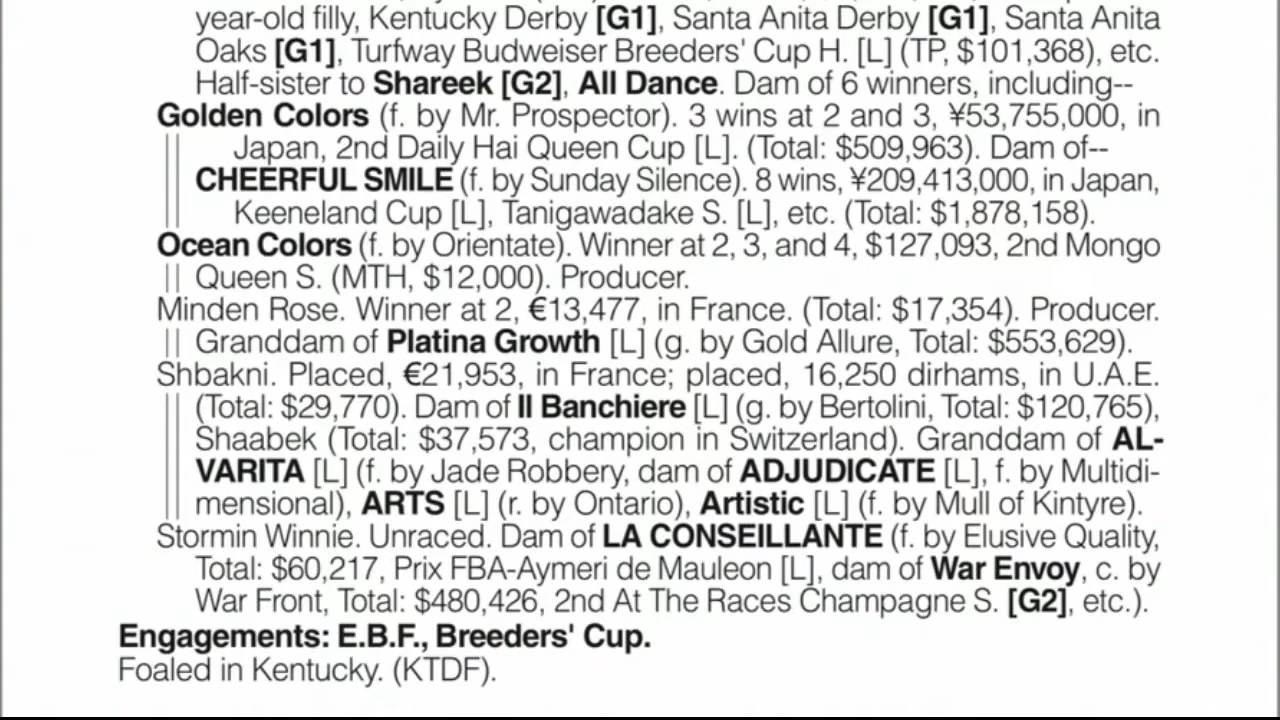 year-old filly, Kentucky Derby [G1], Santa Anita Derby [G1], Santa Anita
Oaks [G1], Turfway Budweiser Breeders' Cup H. [L] (TP, $101,368), etc.
Half-sister to Shareek [G2], All Dance. Dam of 6 winners, including--
Golden Colors (f. by Mr. Prospector). 3 wins at 2 and 3, ¥53,755,000, in
Japan, 2nd Daily Hai Queen Cup [L]. (Total: $509,963). Dam of--
CHEERFUL SMILE (f. by Sunday Silence). 8 wins, ¥209,413,000, in Japan,
Keeneland Cup [L], Tanigawadake S. [L], etc. (Total: $1,878,158).
Ocean Colors (f. by Orientate). Winner at 2, 3, and 4, $127,093, 2nd Mongo
Queen S. (MTH, $12,000). Producer.
Minden Rose. Winner at 2, €13,477, in France. (Total: $17,354). Producer.
Granddam of Platina Growth [L] (g. by Gold Allure, Total: $553,629).
Shbakni. Placed, €21,953, in France; placed, 16,250 dirhams, in U.A.E.
(Total: $29,770). Dam of Il Banchiere [L] (g. by Bertolini, Total: $120,765),
Shaabek (Total: $37,573, champion in Switzerland). Granddam of AL-
VARITA [L] (f. by Jade Robbery, dam of ADJUDICATE [L], f. by Multidi-
mensional), ARTS [L] (r. by Ontario), Artistic [L] (f. by Mull of Kintyre).
Stormin Winnie. Unraced. Dam of LA CONSEILLANTE (f. by Elusive Quality,
Total: $60,217, Prix FBA-Aymeri de Mauleon [L], dam of War Envoy, c. by
War Front, Total: $480,426, 2nd At The Races Champagne S. [G2], etc.).
Engagements: E.B.F., Breeders' Cup.
Foaled in Kentucky. (KTDF).